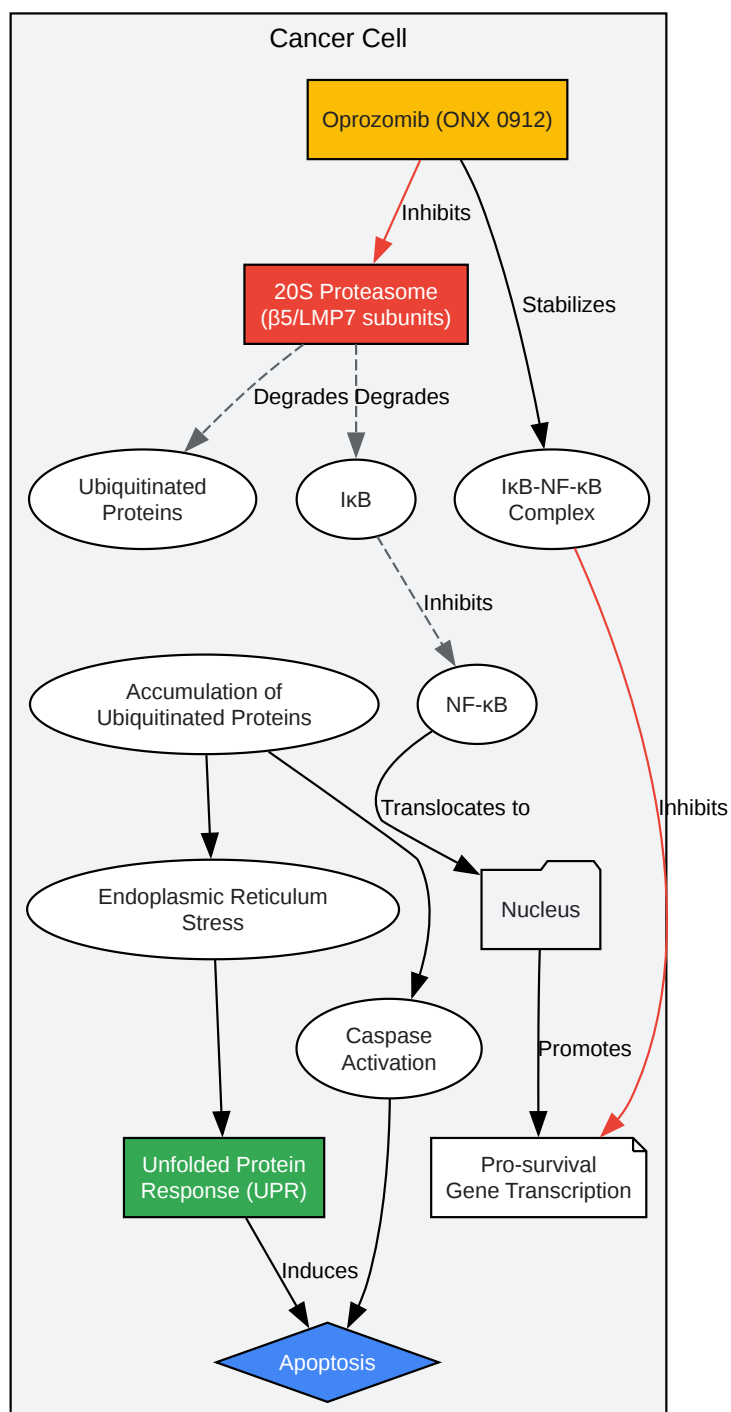 Cancer Cell
Oprozomib (ONX 0912)
Inhibits
20S Proteasome
(β5/LMP7 subunits)
Stabilizes
Degrades
Degrades
Ubiquitinated
Proteins
IκB
IκB-NF-κB
Complex
Inhibits
Accumulation of
Ubiquitinated Proteins
NF-κB
Translocates to
Inhibits
Endoplasmic Reticulum
Stress
Nucleus
Caspase
Activation
Promotes
Unfolded Protein
Response (UPR)
Pro-survival
Gene Transcription
Induces
Apoptosis